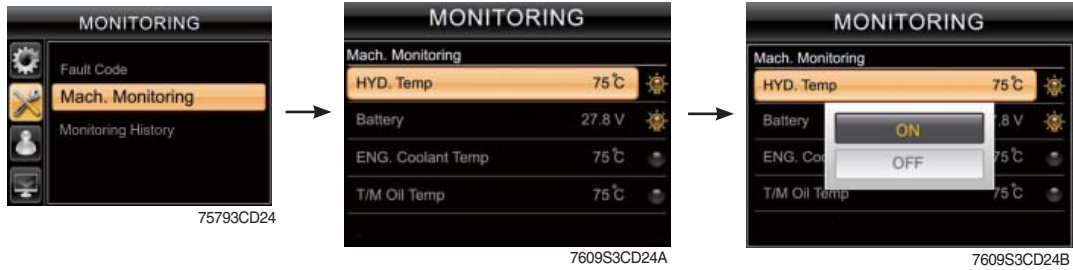 MONITORING
Fault Code
Mach. Monitoring
Monitoring History
75793CD24
MONITORING
Mach. Monitoring
HYD. Temp 75℃
Battery 27.8 V
ENG. Coolant Temp 75℃
T/M Oil Temp 75℃
7609S3CD24A
MONITORING
Mach. Monitoring
HYD. Temp 75℃
Battery .8 V
ON
ENG. Coo 75℃
OFF
T/M Oil Temp 75℃
7609S3CD24B